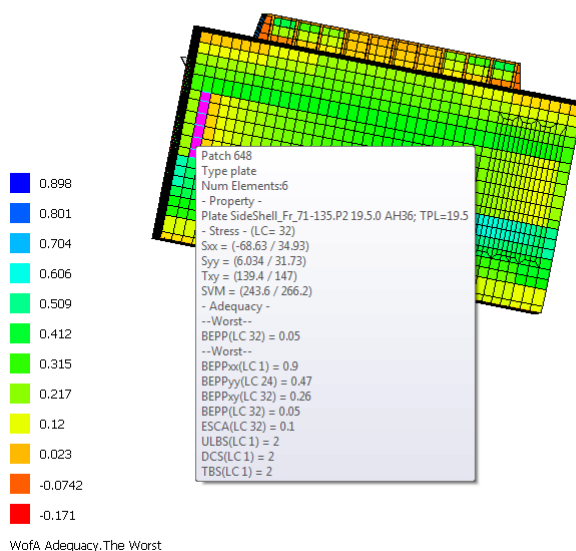 Patch 648
Type plate
Num Elements:6
- Property -
Plate SideShell_Fr_71-135.P2 19.5.0 AH36; TPL=19.5
- Stress - (LC= 32)
Sxx = (-68.63 / 34.93)
Syy = (6.034 / 31.73)
Txy = (139.4 / 147)
SVM = (243.6 / 266.2)
- Adequacy -
--Worst--
BEPP(LC 32) = 0.05
--Worst--
BEPPxx(LC 1) = 0.9
BEPPyy(LC 24) = 0.47
BEPPxy(LC 32) = 0.26
BEPP(LC 32) = 0.05
ESCA(LC 32) = 0.1
ULBS(LC 1) = 2
DCS(LC 1) = 2
TBS(LC 1) = 2
0.898
0.801
0.704
0.606
0.509
0.412
0.315
0.217
0.12
0.023
-0.0742
-0.171
WofA Adequacy.The Worst